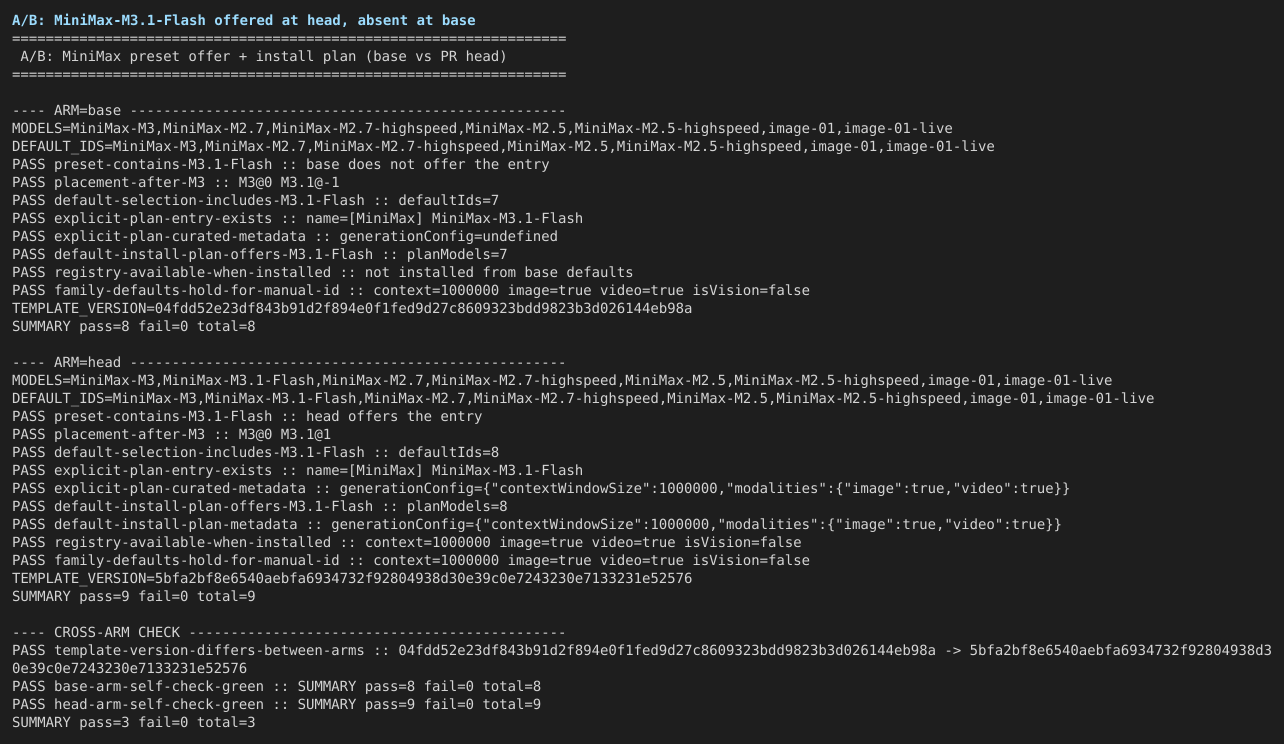 A/B: MiniMax-M3.1-Flash offered at head, absent at base
==================================================================
 A/B: MiniMax preset offer + install plan (base vs PR head)
==================================================================
---- ARM=base ----------------------------------------------------
MODELS=MiniMax-M3,MiniMax-M2.7,MiniMax-M2.7-highspeed,MiniMax-M2.5,MiniMax-M2.5-highspeed,image-01,image-01-live
DEFAULT_IDS=MiniMax-M3,MiniMax-M2.7,MiniMax-M2.7-highspeed,MiniMax-M2.5,MiniMax-M2.5-highspeed,image-01,image-01-live
PASS preset-contains-M3.1-Flash :: base does not offer the entry
PASS placement-after-M3 :: M3@0 M3.1@-1
PASS default-selection-includes-M3.1-Flash :: defaultIds=7
PASS explicit-plan-entry-exists :: name=[MiniMax] MiniMax-M3.1-Flash
PASS explicit-plan-curated-metadata :: generationConfig=undefined
PASS default-install-plan-offers-M3.1-Flash :: planModels=7
PASS registry-available-when-installed :: not installed from base defaults
PASS family-defaults-hold-for-manual-id :: context=1000000 image=true video=true isVision=false
TEMPLATE_VERSION=04fdd52e23df843b91d2f894e0f1fed9d27c8609323bdd9823b3d026144eb98a
SUMMARY pass=8 fail=0 total=8
---- ARM=head ----------------------------------------------------
MODELS=MiniMax-M3,MiniMax-M3.1-Flash,MiniMax-M2.7,MiniMax-M2.7-highspeed,MiniMax-M2.5,MiniMax-M2.5-highspeed,image-01,image-01-live
DEFAULT_IDS=MiniMax-M3,MiniMax-M3.1-Flash,MiniMax-M2.7,MiniMax-M2.7-highspeed,MiniMax-M2.5,MiniMax-M2.5-highspeed,image-01,image-01-live
PASS preset-contains-M3.1-Flash :: head offers the entry
PASS placement-after-M3 :: M3@0 M3.1@1
PASS default-selection-includes-M3.1-Flash :: defaultIds=8
PASS explicit-plan-entry-exists :: name=[MiniMax] MiniMax-M3.1-Flash
PASS explicit-plan-curated-metadata :: generationConfig={"contextWindowSize":1000000,"modalities":{"image":true,"video":true}}
PASS default-install-plan-offers-M3.1-Flash :: planModels=8
PASS default-install-plan-metadata :: generationConfig={"contextWindowSize":1000000,"modalities":{"image":true,"video":true}}
PASS registry-available-when-installed :: context=1000000 image=true video=true isVision=false
PASS family-defaults-hold-for-manual-id :: context=1000000 image=true video=true isVision=false
TEMPLATE_VERSION=5bfa2bf8e6540aebfa6934732f92804938d30e39c0e7243230e7133231e52576
SUMMARY pass=9 fail=0 total=9
---- CROSS-ARM CHECK ---------------------------------------------
PASS template-version-differs-between-arms :: 04fdd52e23df843b91d2f894e0f1fed9d27c8609323bdd9823b3d026144eb98a -> 5bfa2bf8e6540aebfa6934732f92804938d3
0e39c0e7243230e7133231e52576
PASS base-arm-self-check-green :: SUMMARY pass=8 fail=0 total=8
PASS head-arm-self-check-green :: SUMMARY pass=9 fail=0 total=9
SUMMARY pass=3 fail=0 total=3